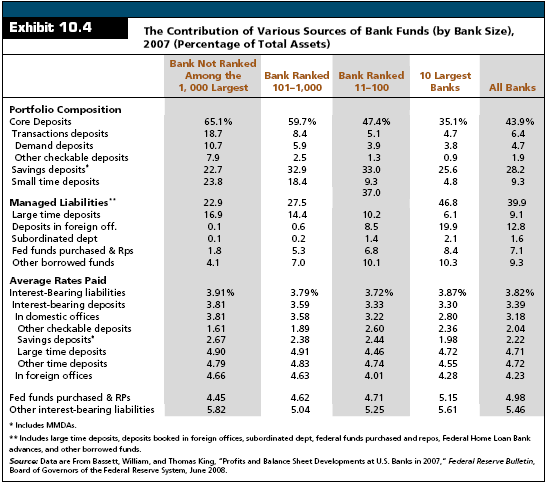 Exhibit 10.4 The Contribution of Various Sources of Bank Funds (by Bank Size),
2007 (Percentage of Total Assets)
Bank Not Ranked
Among the Bank Ranked Bank Ranked 10 Largest
1, 000 Largest 101–1,000 11–100 Banks All Banks
Portfolio Composition
Core Deposits 65.1% 59.7% 47.4% 35.1% 43.9%
Transactions deposits 18.7 8.4 5.1 4.7 6.4
Demand deposits 10.7 5.9 3.9 3.8 4.7
Other checkable deposits 7.9 2.5 1.3 0.9 1.9
Savings deposits* 22.7 32.9 33.0 25.6 28.2
Small time deposits 23.8 18.4 9.3 4.8 9.3
37.0
Managed Liabilities** 22.9 27.5 46.8 39.9
Large time deposits 16.9 14.4 10.2 6.1 9.1
Deposits in foreign off. 0.1 0.6 8.5 19.9 12.8
Subordinated dept 0.1 0.2 1.4 2.1 1.6
Fed funds purchased & Rps 1.8 5.3 6.8 8.4 7.1
Other borrowed funds 4.1 7.0 10.1 10.3 9.3
Average Rates Paid
Interest-Bearing liabilities 3.91% 3.79% 3.72% 3.87% 3.82%
Interest-bearing deposits 3.81 3.59 3.33 3.30 3.39
In domestic offices 3.81 3.58 3.22 2.80 3.18
Other checkable deposits 1.61 1.89 2.60 2.36 2.04
Savings deposits* 2.67 2.38 2.44 1.98 2.22
Large time deposits 4.90 4.91 4.46 4.72 4.71
Other time deposits 4.79 4.83 4.74 4.55 4.72
In foreign offices 4.66 4.63 4.01 4.28 4.23
Fed funds purchased & RPs 4.45 4.62 4.71 5.15 4.98
Other interest-bearing liabilities 5.82 5.04 5.25 5.61 5.46
* Includes MMDAs.
** Includes large time deposits, deposits booked in foreign offices, subordinated dept, federal funds purchased and repos, Federal Home Loan Bank
advances, and other borrowed funds.
Source: Data are From Bassett, William, and Thomas King, "Profits and Balance Sheet Developments at U.S. Banks in 2007," Federal Reserve Bulletin,
Board of Governors of the Federal Reserve System, June 2008.